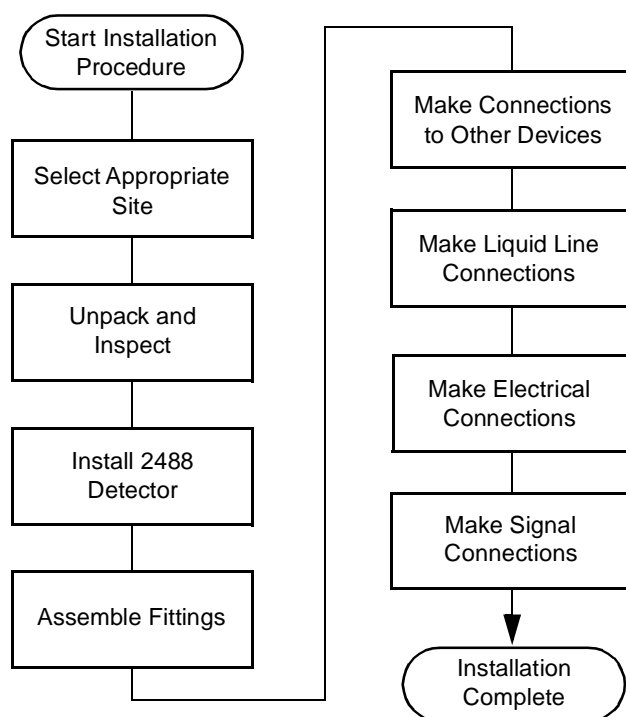 Start Installation
Procedure
Select Appropriate
Site
Unpack and
Inspect
Install 2488
Detector
Assemble Fittings
Make Connections
to Other Devices
Make Liquid Line
Connections
Make Electrical
Connections
Make Signal
Connections
Installation
Complete